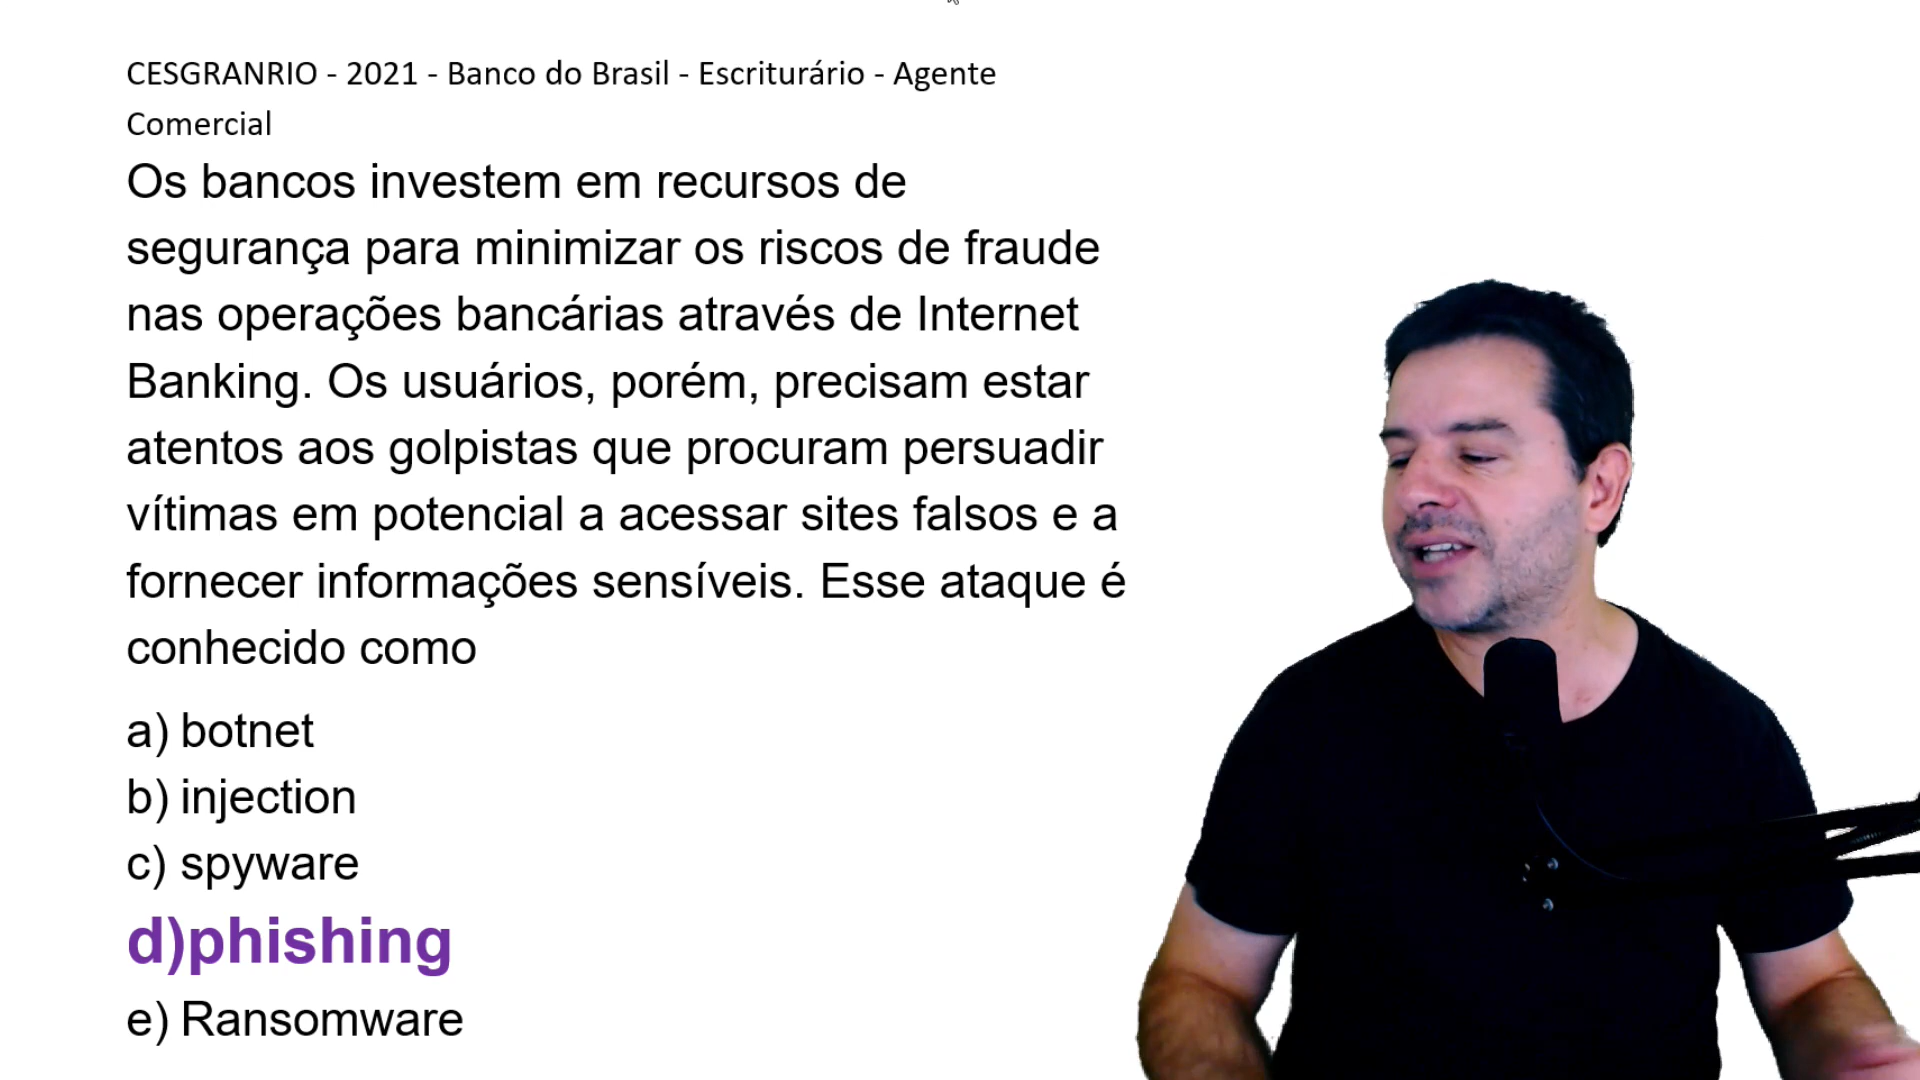 CESGRANRIO - 2021 - Banco do Brasil - Escriturário - Agente
Comercial
Os bancos investem em recursos de
segurança para minimizar os riscos de fraude
nas operações bancárias através de Internet
Banking. Os usuários, porém, precisam estar
atentos aos golpistas que procuram persuadir
vítimas em potencial a acessar sites falsos e a
fornecer informações sensíveis. Esse ataque é
conhecido como
a) botnet
b) injection
c) spyware
d)phishing
e) Ransomware